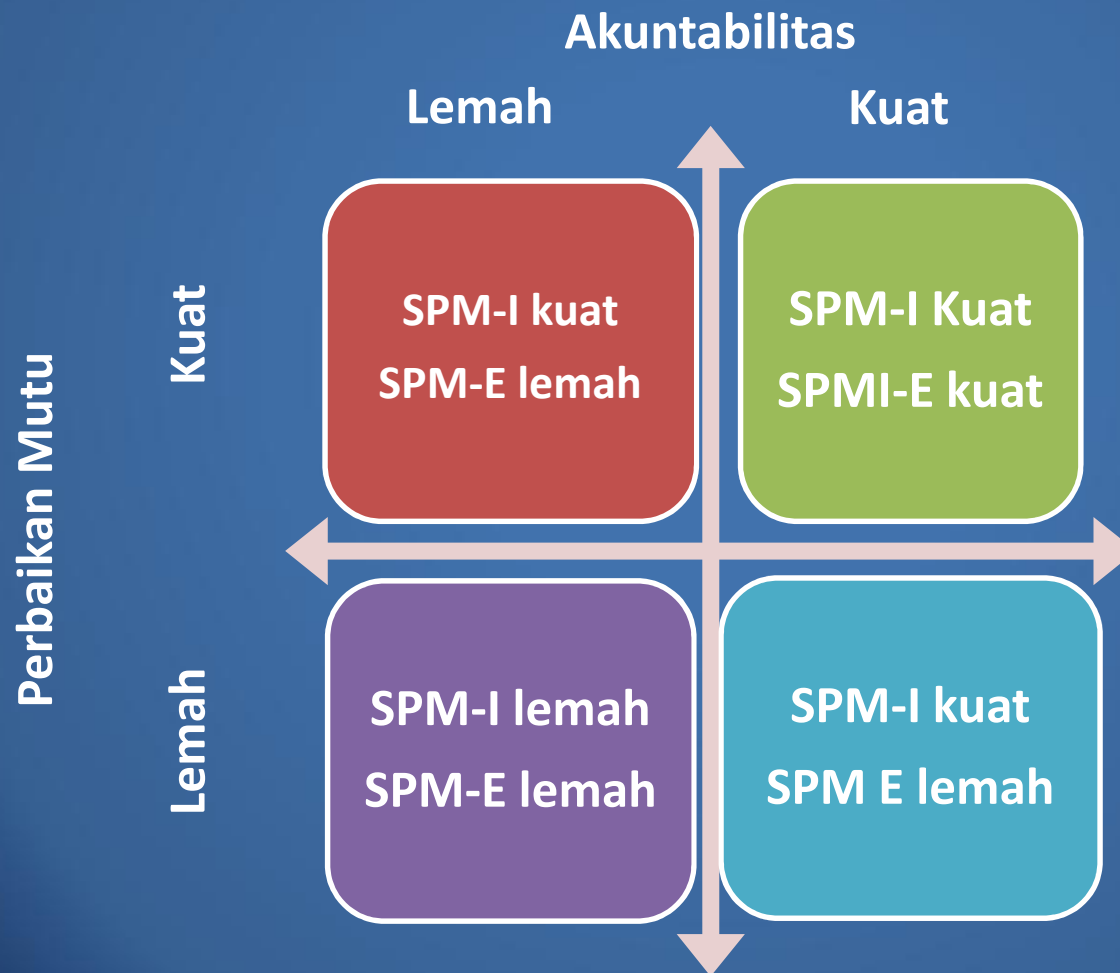 Akuntabilitas
Lemah
Kuat
Perbaikan Mutu
Kuat
SPM-I kuat
SPM-E lemah
SPM-I Kuat
SPMI-E kuat
Lemah
SPM-I lemah
SPM-E lemah
SPM-I kuat
SPM E lemah